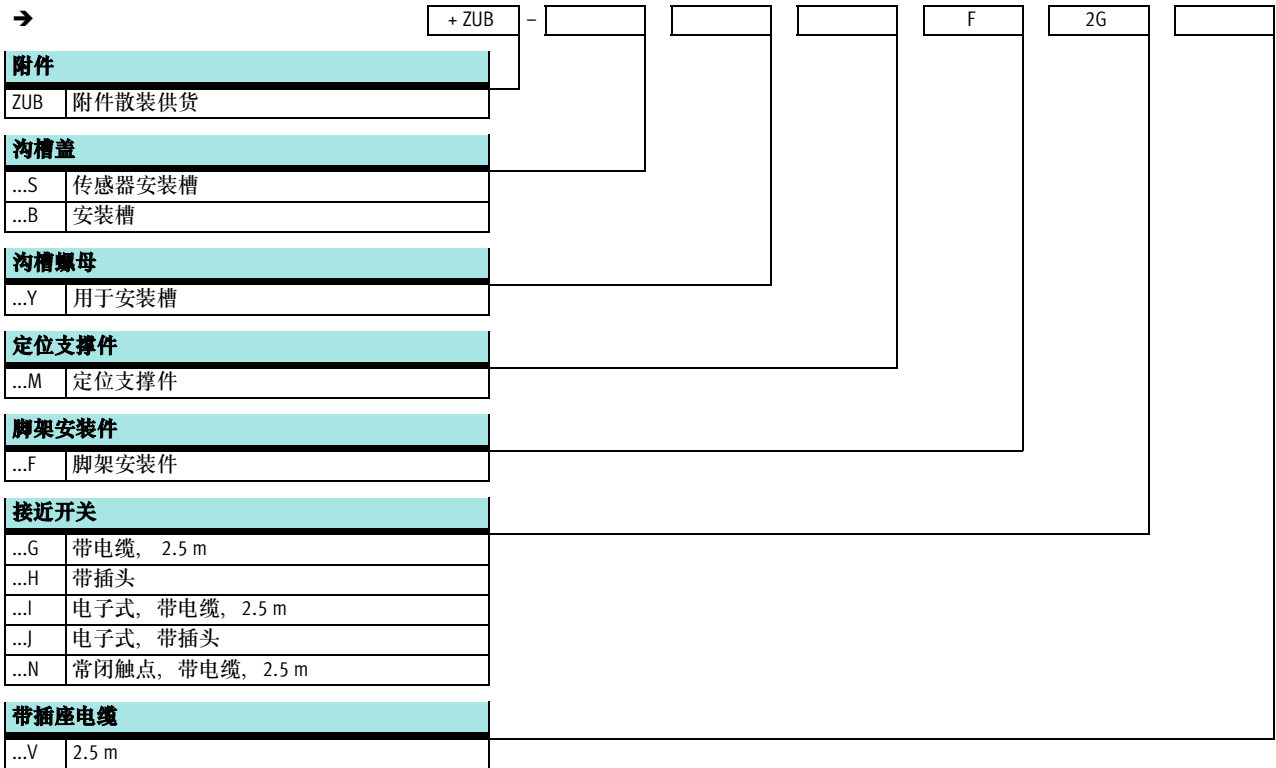 ➔ + ZUB – F 2G
附件
ZUB 附件散装供货
沟槽盖
...S 传感器安装槽
...B 安装槽
沟槽螺母
...Y 用于安装槽
定位支撑件
...M 定位支撑件
脚架安装件
...F 脚架安装件
接近开关
...G 带电缆, 2.5 m
...H 带插头
...I 电子式, 带电缆, 2.5 m
...J 电子式, 带插头
...N 常闭触点, 带电缆, 2.5 m
带插座电缆
...V 2.5 m